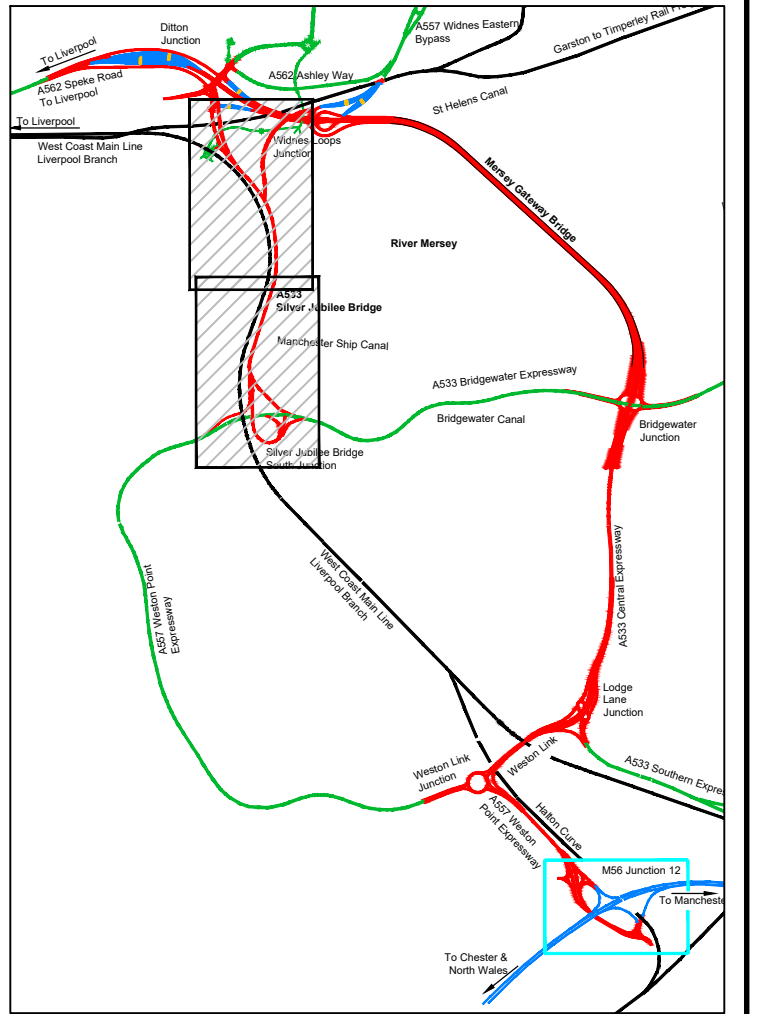 Ditton
Junction
A557 Widnes Eastern
Bypass
Garston to Timperley Rail
To Liverpool
A562 Speke Road
To Liverpool
A562 Ashley Way
St Helens Canal
To Liverpool
West Coast Main Line
Liverpool Branch
Widnes Loops
Junction
Mersey Gateway Bridge
River Mersey
A533
Silver Jubilee Bridge
Manchester Ship Canal
A533 Bridgewater Expressway
Bridgewater Canal
Bridgewater
Junction
Silver Jubilee Bridge
South Junction
West Coast Main Line
Liverpool Branch
A557 Weston Point
Expressway
A533 Central Expressway
Lodge
Lane
Junction
Weston Link
Junction
Weston Link
A533 Southern Expres
A557 Weston
Point Expressway
Halton Curve
M56 Junction 12
To Mancheste
To Chester &
North Wales